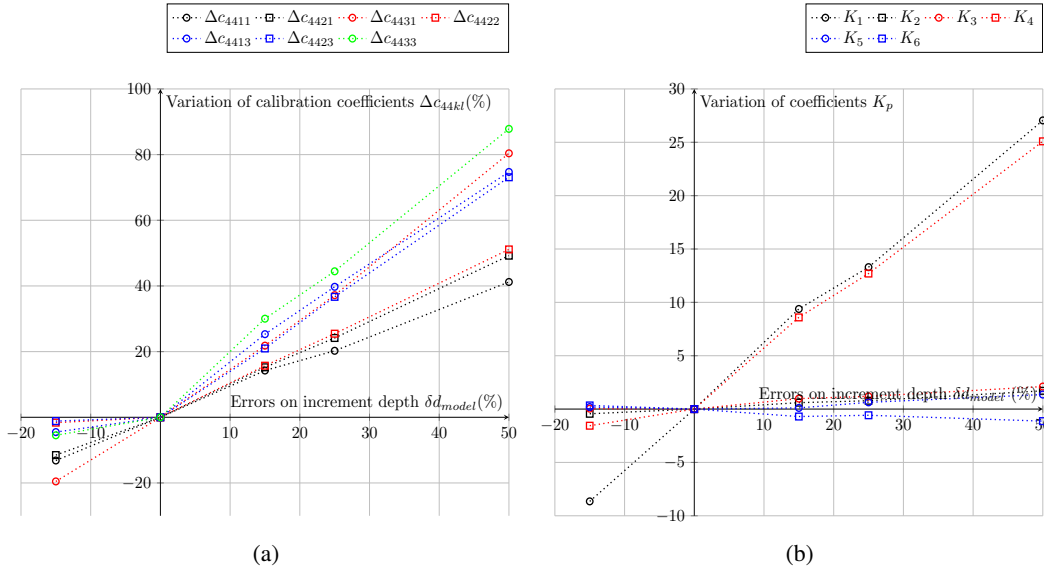 Δc4411 Δc4421 Δc4431 Δc4422
Δc4413 Δc4423 Δc4433
Variation of calibration coefficients Δc44kl(%)
100
80
60
40
20
−20
Errors on increment depth δdmodel(%)
−20 −10 10 20 30 40 50
(a)
K1 K2 K3 K4
K5 K6
Variation of coefficients Kp
30
25
20
15
10
5
−5
−10
Errors on increment depth δdmodel(%)
−20 −10 10 20 30 40 50
(b)